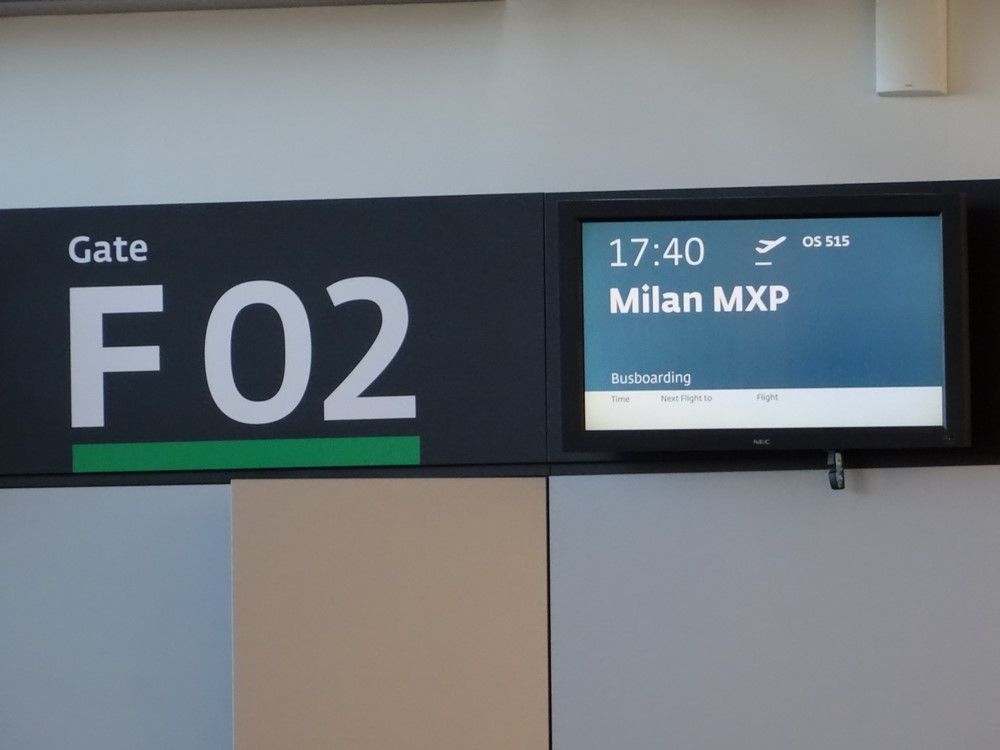 Gate
F 02
17:40 OS 515
Milan MXP
Busboarding
Time Next Flight to Flight
NEC